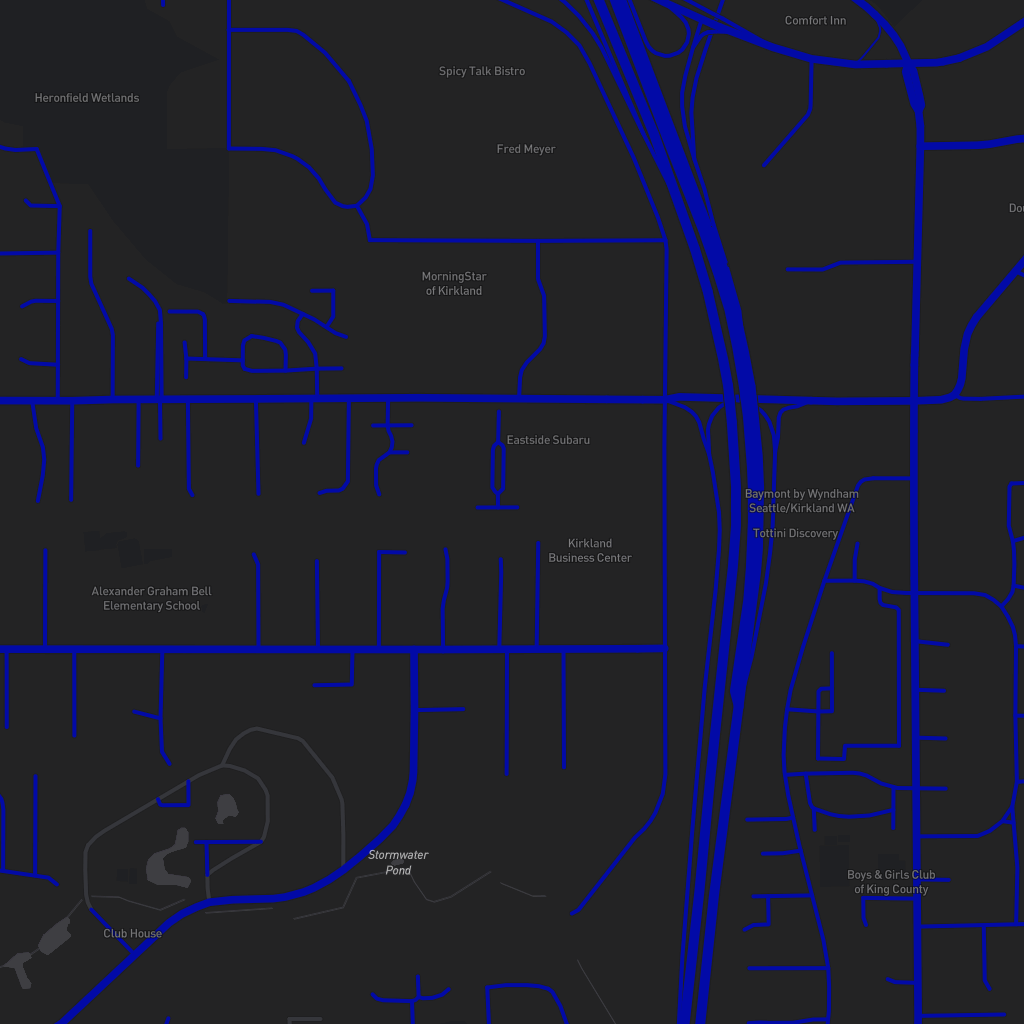 Comfort Inn
Spicy Talk Bistro
Heronfield Wetlands
Fred Meyer
Dou
MorningStar
of Kirkland
Eastside Subaru
Baymont by Wyndham
Seattle/Kirkland WA
Tottini Discovery
Kirkland
Business Center
Alexander Graham Bell
Elementary School
Stormwater
Pond
Boys & Girls Club
of King County
Club House